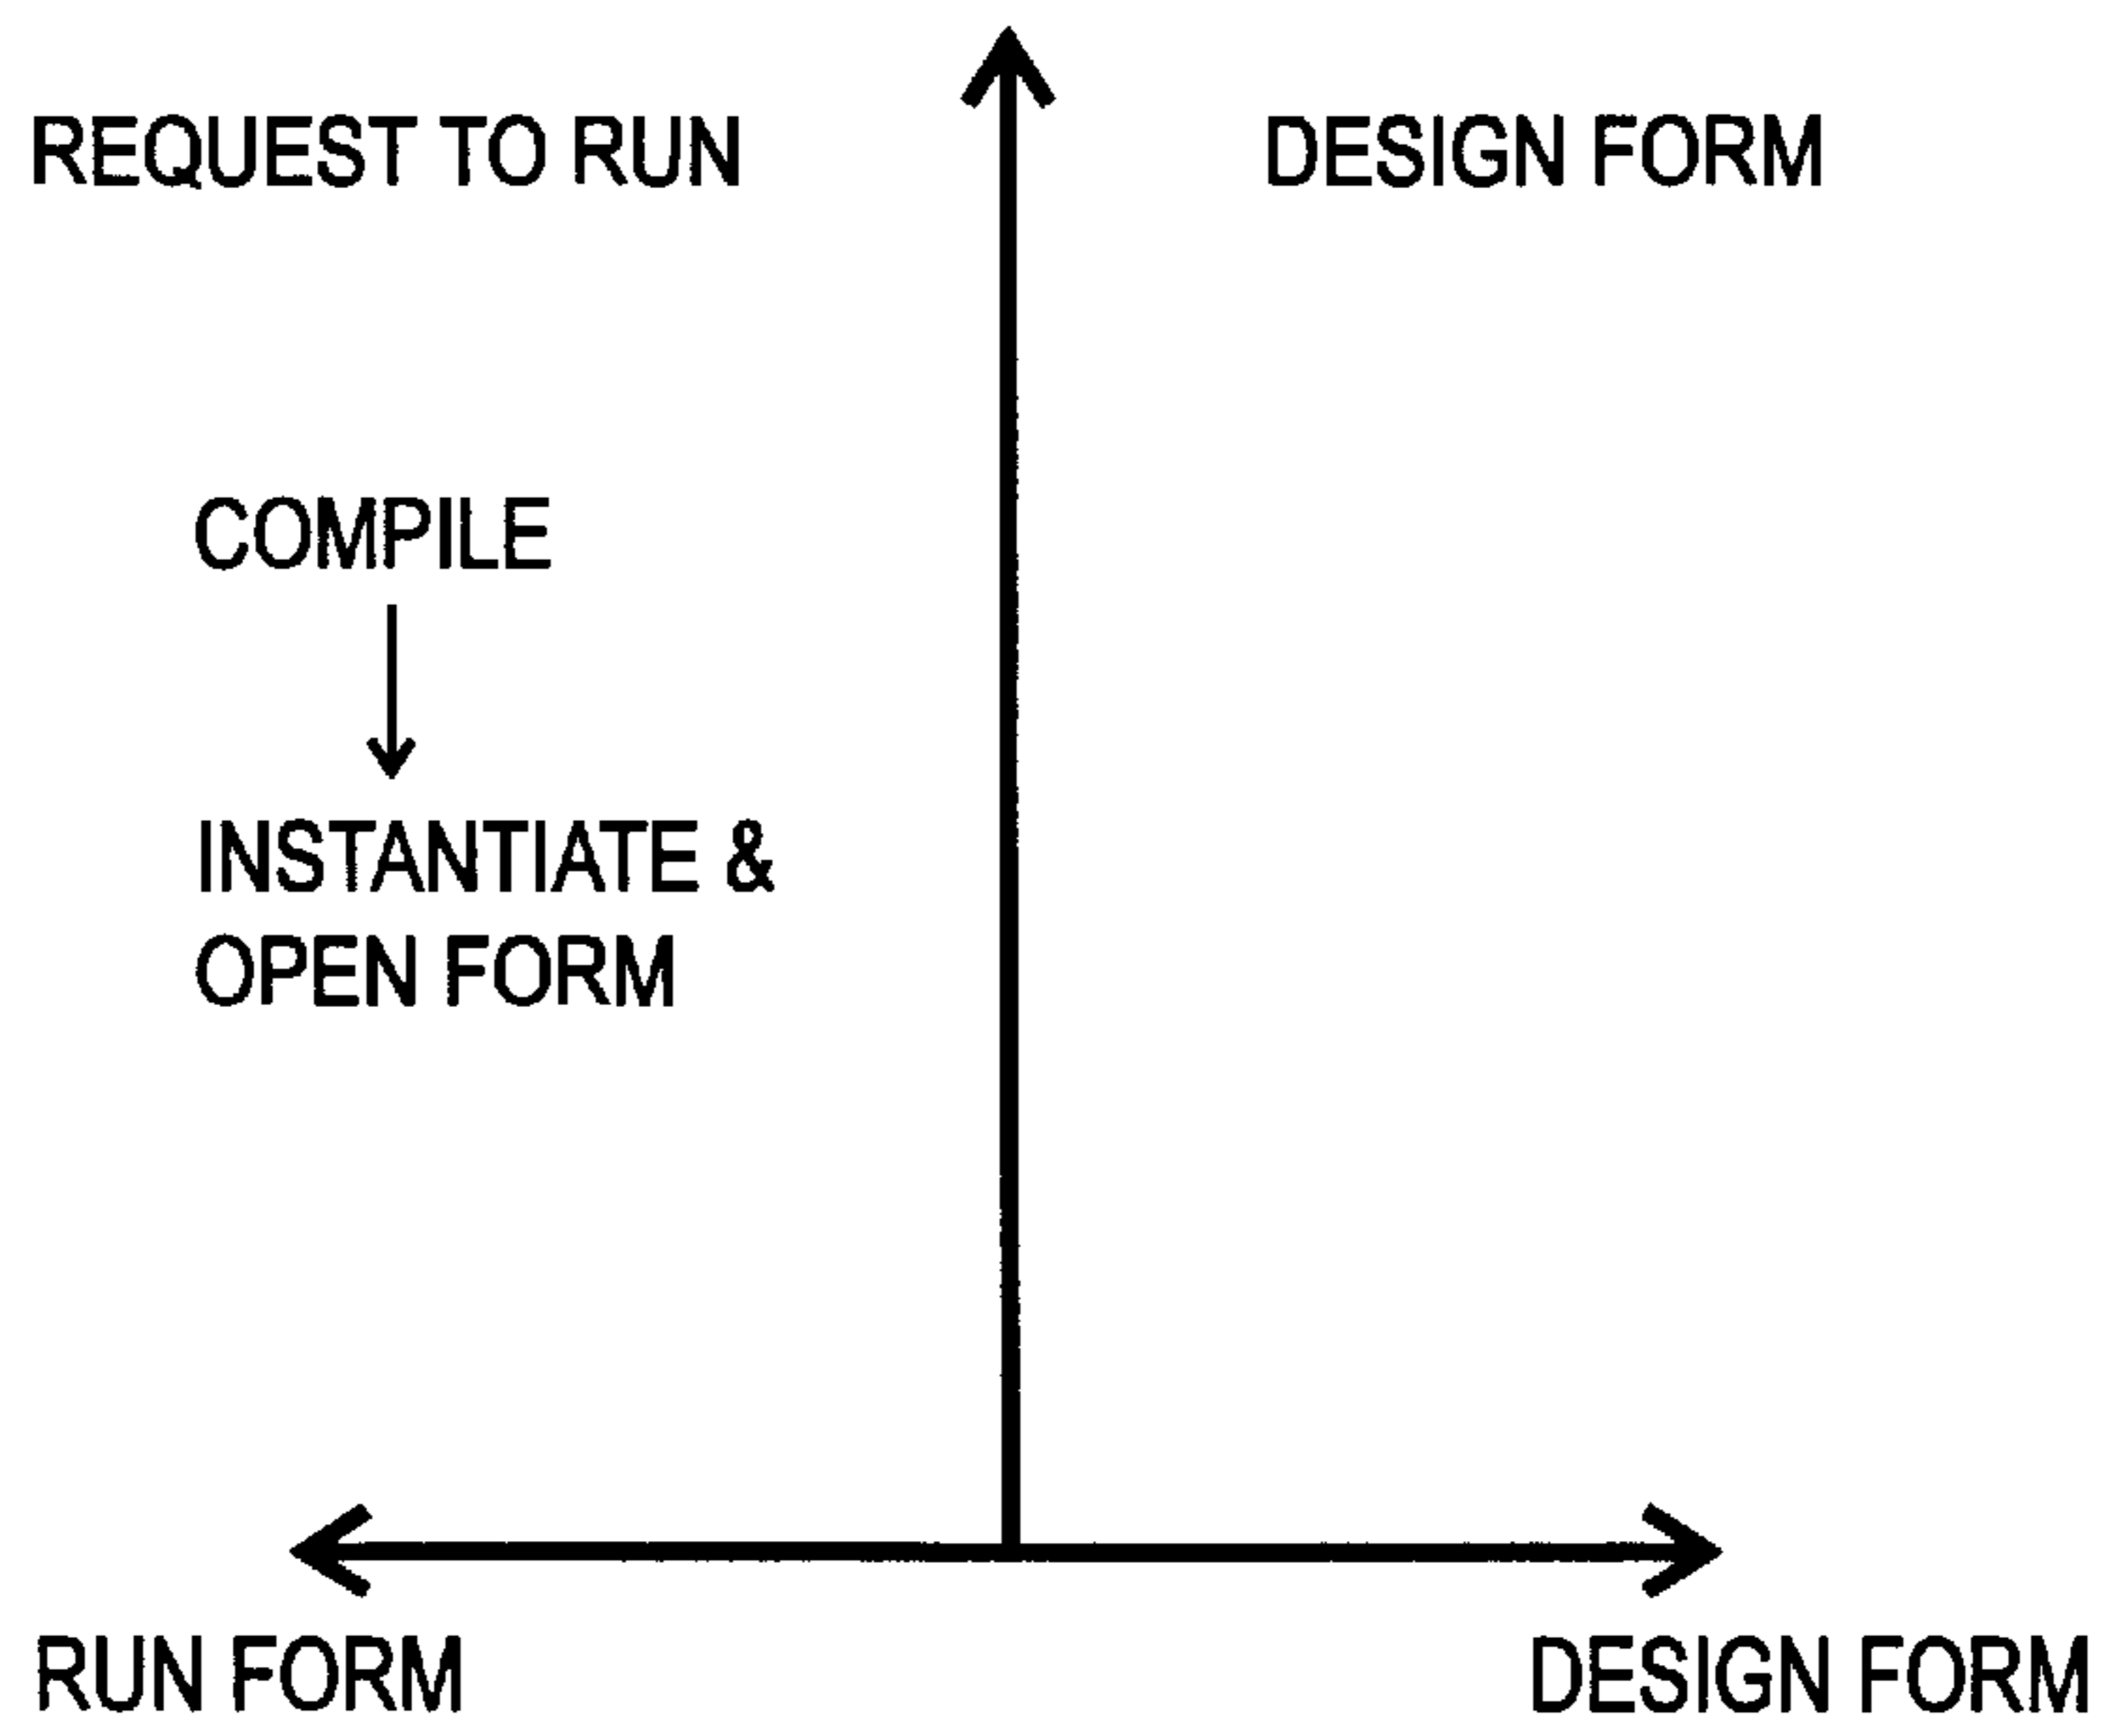 REQUEST TO RUN
DESIGN FORM
COMPILE
INSTANTIATE &
OPEN FORM
RUN FORM
DESIGN FORM